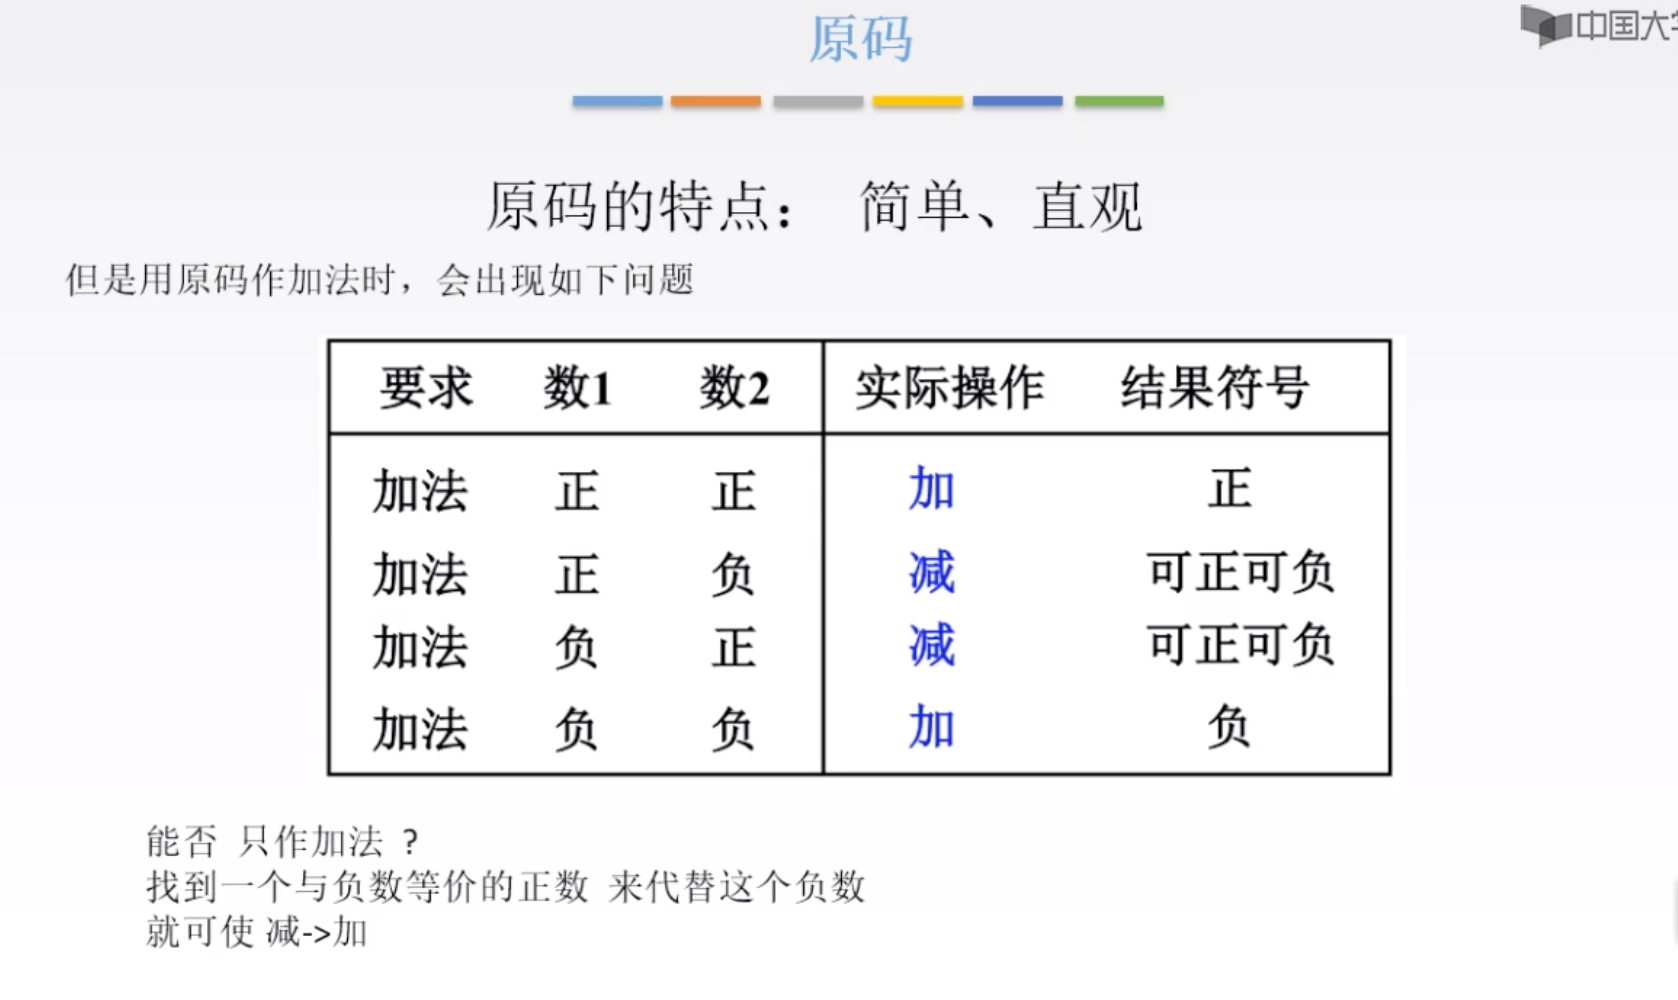 原码
中国大
原码的特点： 简单、直观
但是用原码作加法时，会出现如下问题
要求 数1 数2 实际操作 结果符号
加法 正 正 加 正
加法 正 负 减 可正可负
加法 负 正 减 可正可负
加法 负 负 加 负
能否 只作加法 ?
找到一个与负数等价的正数 来代替这个负数
就可使 减->加